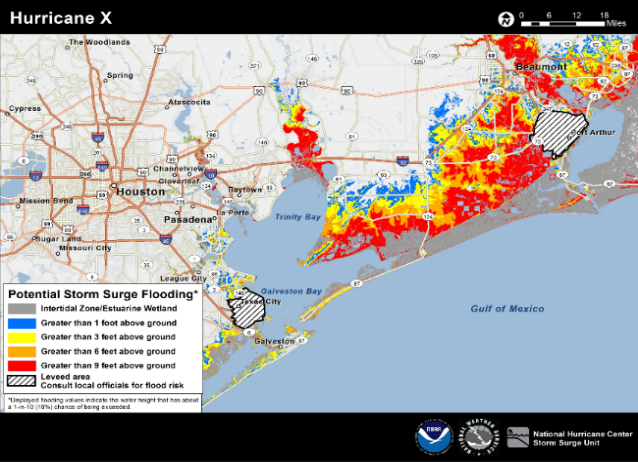 Hurricane X
0 6 12 18
Miles
The Woodlands
Spring
Cypress
Atascocita
Beaumont
Port Arthur
Channelview
Cloverleaf
Houston
Baytown
Mission Bend
Pasadena
La Porte
Trinity Bay
Sugar Land
Missouri City
League City
Galveston Bay
Texas City
Gulf of Mexico
Galveston
Potential Storm Surge Flooding*
Intertidal Zone/Estuarine Wetland
Greater than 1 foot above ground
Greater than 3 feet above ground
Greater than 6 feet above ground
Greater than 9 feet above ground
Leveed area
Consult local officials for flood risk
*Displayed flooding values indicate the water height that has about
a 1-in-10 (10%) chance of being exceeded.
NOAA
NATIONAL WEATHER SERVICE
National Hurricane Center
Storm Surge Unit